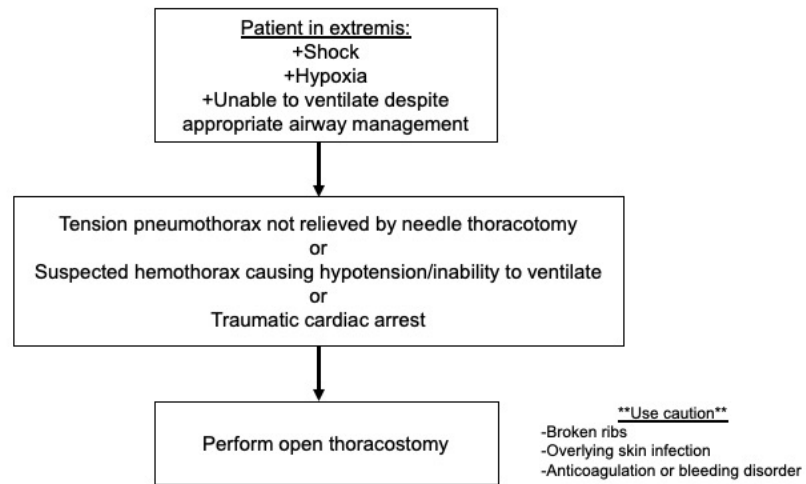 Patient in extremis:
+Shock
+Hypoxia
+Unable to ventilate despite
appropriate airway management
Tension pneumothorax not relieved by needle thoracotomy
or
Suspected hemothorax causing hypotension/inability to ventilate
or
Traumatic cardiac arrest
Perform open thoracostomy
**Use caution**
-Broken ribs
-Overlying skin infection
-Anticoagulation or bleeding disorder